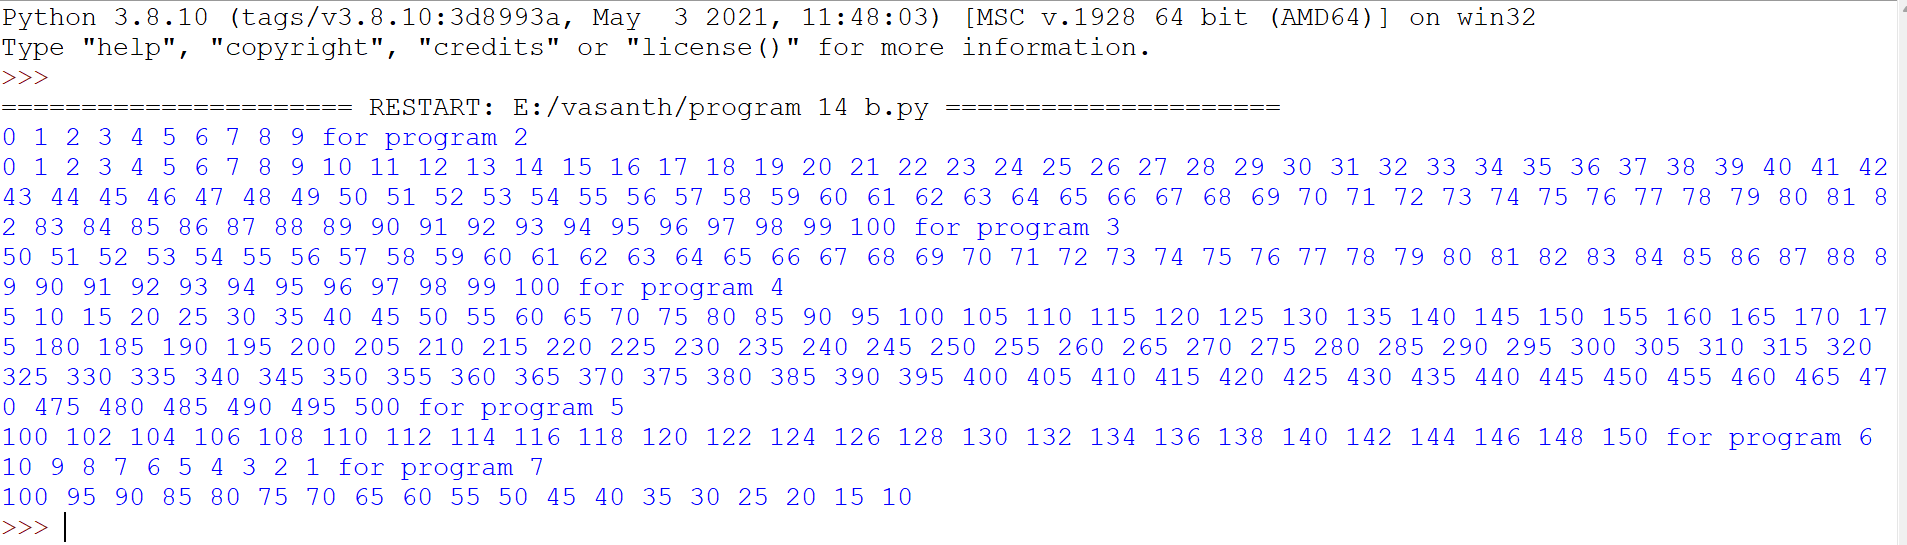 Python 3.8.10 (tags/v3.8.10:3d8993a, May  3 2021, 11:48:03) [MSC v.1928 64 bit (AMD64)] on win32
Type "help", "copyright", "credits" or "license()" for more information.
>>>
====================== RESTART: E:/vasanth/program 14 b.py =====================
0 1 2 3 4 5 6 7 8 9 for program 2
0 1 2 3 4 5 6 7 8 9 10 11 12 13 14 15 16 17 18 19 20 21 22 23 24 25 26 27 28 29 30 31 32 33 34 35 36 37 38 39 40 41 42
43 44 45 46 47 48 49 50 51 52 53 54 55 56 57 58 59 60 61 62 63 64 65 66 67 68 69 70 71 72 73 74 75 76 77 78 79 80 81 8
2 83 84 85 86 87 88 89 90 91 92 93 94 95 96 97 98 99 100 for program 3
50 51 52 53 54 55 56 57 58 59 60 61 62 63 64 65 66 67 68 69 70 71 72 73 74 75 76 77 78 79 80 81 82 83 84 85 86 87 88 8
9 90 91 92 93 94 95 96 97 98 99 100 for program 4
5 10 15 20 25 30 35 40 45 50 55 60 65 70 75 80 85 90 95 100 105 110 115 120 125 130 135 140 145 150 155 160 165 170 17
5 180 185 190 195 200 205 210 215 220 225 230 235 240 245 250 255 260 265 270 275 280 285 290 295 300 305 310 315 320
325 330 335 340 345 350 355 360 365 370 375 380 385 390 395 400 405 410 415 420 425 430 435 440 445 450 455 460 465 47
0 475 480 485 490 495 500 for program 5
100 102 104 106 108 110 112 114 116 118 120 122 124 126 128 130 132 134 136 138 140 142 144 146 148 150 for program 6
10 9 8 7 6 5 4 3 2 1 for program 7
100 95 90 85 80 75 70 65 60 55 50 45 40 35 30 25 20 15 10
>>>